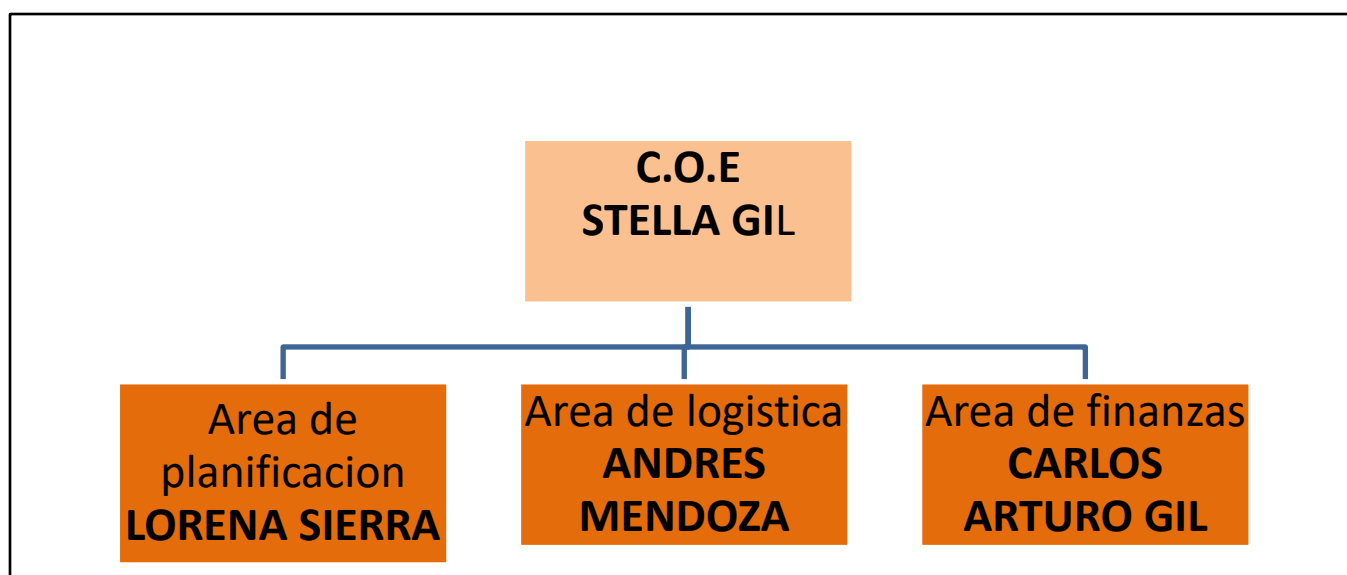 C.O.E
STELLA GIL
Area de
planificacion
LORENA SIERRA
Area de logistica
ANDRES
MENDOZA
Area de finanzas
CARLOS
ARTURO GIL